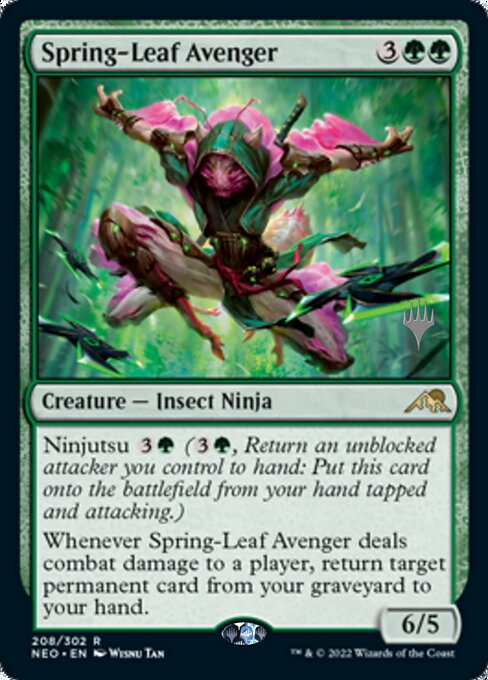 Spring-Leaf Avenger 3
Creature — Insect Ninja
Ninjutsu 3 (3, Return an unblocked
attacker you control to hand: Put this card
onto the battlefield from your hand tapped
and attacking.)
Whenever Spring-Leaf Avenger deals
combat damage to a player, return target
permanent card from your graveyard to
your hand.
6/5
208/302 R
NEO • EN Wisnu Tan
™ & © 2022 Wizards of the Coast